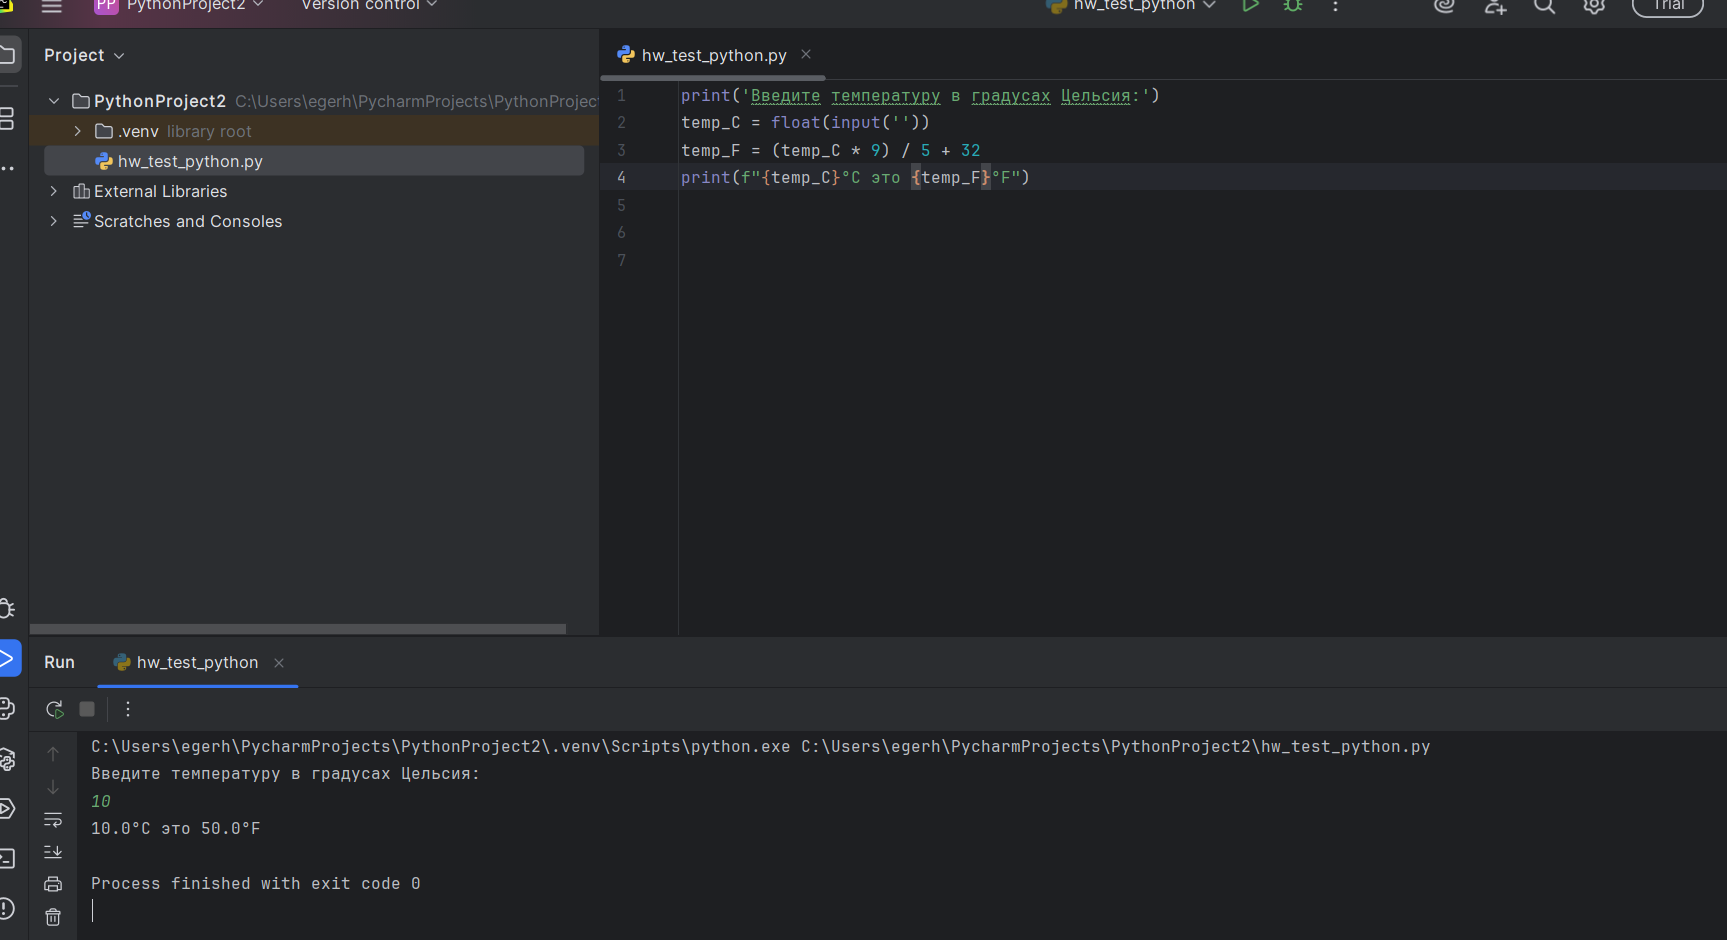 PP PythonProject2 Version control hw_test_python Trial
Project
hw_test_python.py
PythonProject2 C:\Users\egerh\PycharmProjects\PythonProject
.venv library root
hw_test_python.py
External Libraries
Scratches and Consoles
1 print('Введите температуру в градусах Цельсия:')
2 temp_C = float(input(''))
3 temp_F = (temp_C * 9) / 5 + 32
4 print(f"{temp_C}°C это {temp_F}°F")
5
6
7
Run hw_test_python
C:\Users\egerh\PycharmProjects\PythonProject2\.venv\Scripts\python.exe C:\Users\egerh\PycharmProjects\PythonProject2\hw_test_python.py
Введите температуру в градусах Цельсия:
10
10.0°C это 50.0°F
Process finished with exit code 0